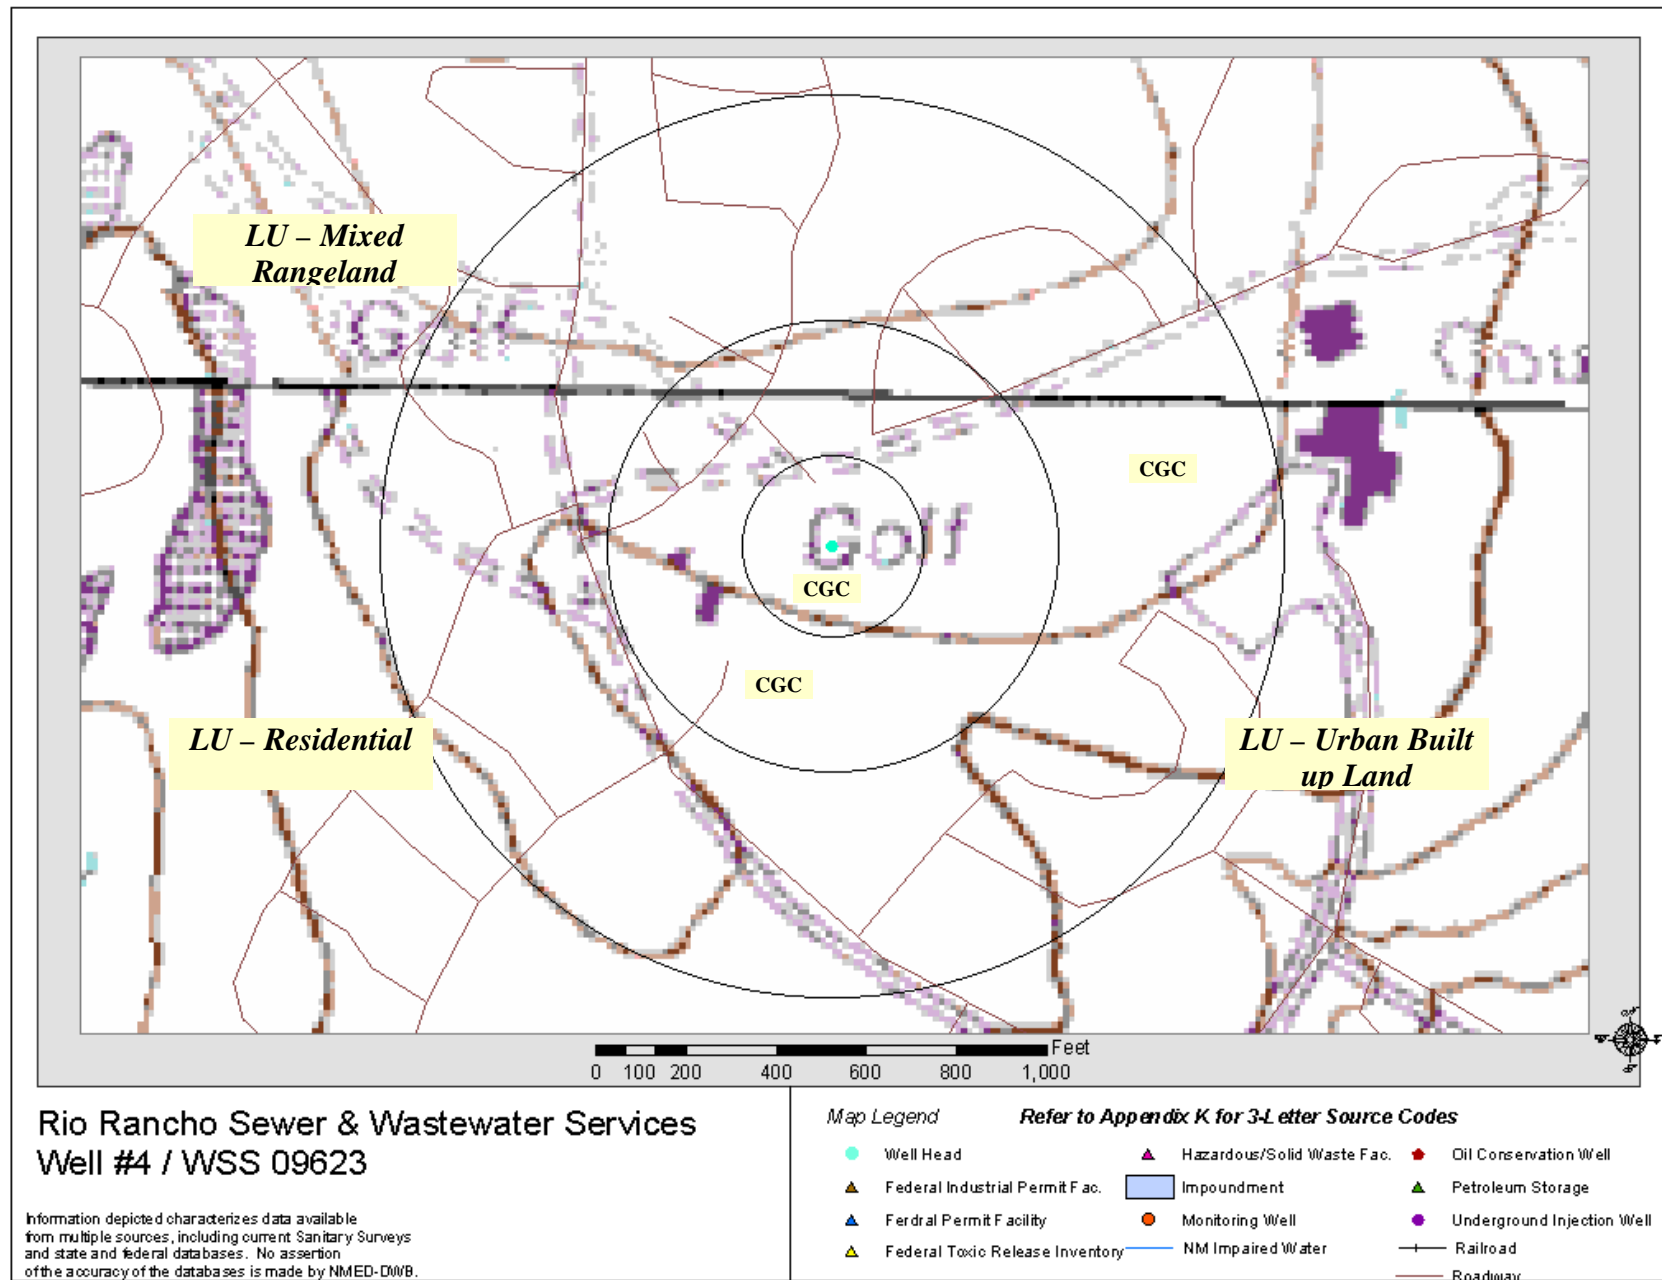 LU – Mixed
Rangeland
Golf
Cou
CGC
Golf
CGC
CGC
LU – Residential
LU – Urban Built
up Land
Feet
0 100 200 400 600 800 1,000
Rio Rancho Sewer & Wastewater Services
Well #4 / WSS 09623
Information depicted characterizes data available
from multiple sources, including current Sanitary Surveys
and state and federal databases. No assertion
of the accuracy of the databases is made by NMED-DWB.
Map Legend
Refer to Appendix K for 3-Letter Source Codes
Well Head
Federal Industrial Permit Fac.
Ferdral Permit Facility
Federal Toxic Release Inventory
Hazardous/Solid Waste Fac.
Impoundment
Monitoring Well
NM Impaired Water
Oil Conservation Well
Petroleum Storage
Underground Injection Well
Railroad
Roadway